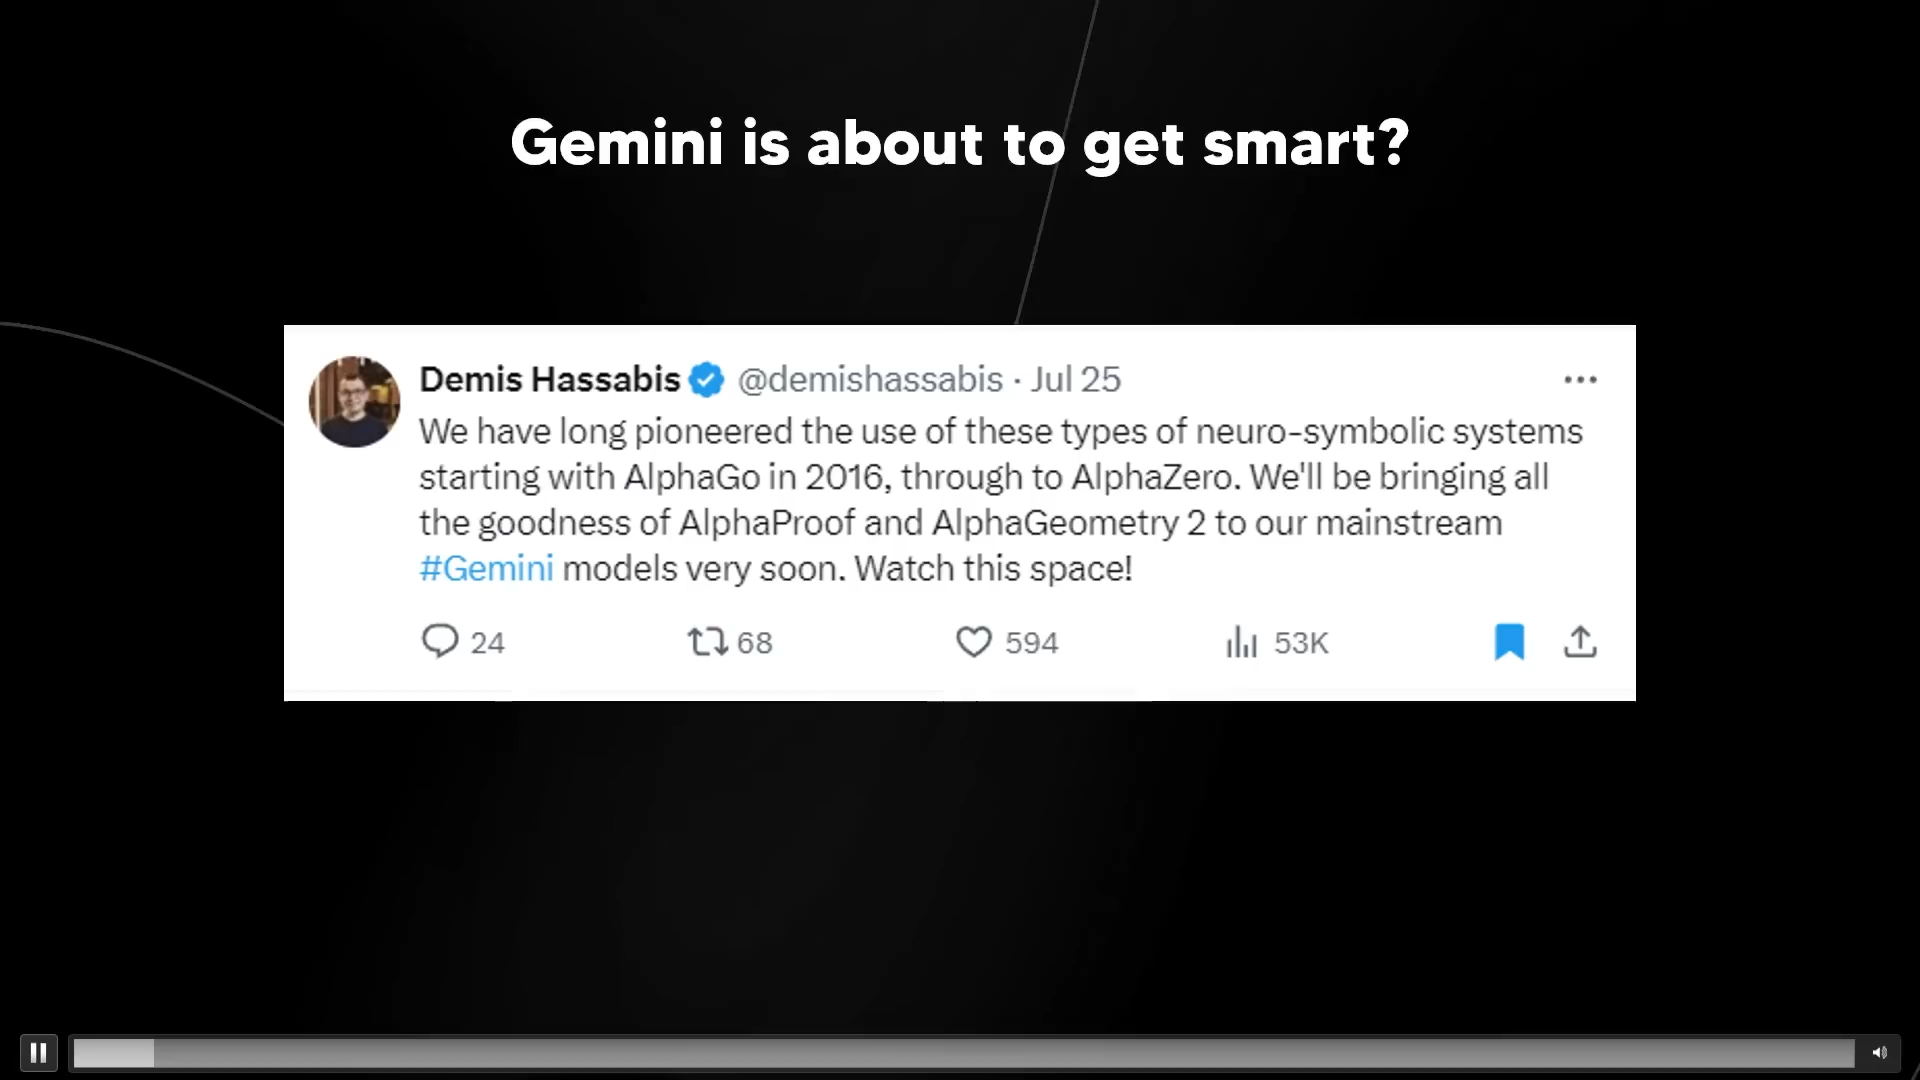 Gemini is about to get smart?
Demis Hassabis @demishassabis · Jul 25
We have long pioneered the use of these types of neuro-symbolic systems
starting with AlphaGo in 2016, through to AlphaZero. We'll be bringing all
the goodness of AlphaProof and AlphaGeometry 2 to our mainstream
#Gemini models very soon. Watch this space!
24 68 594 53K